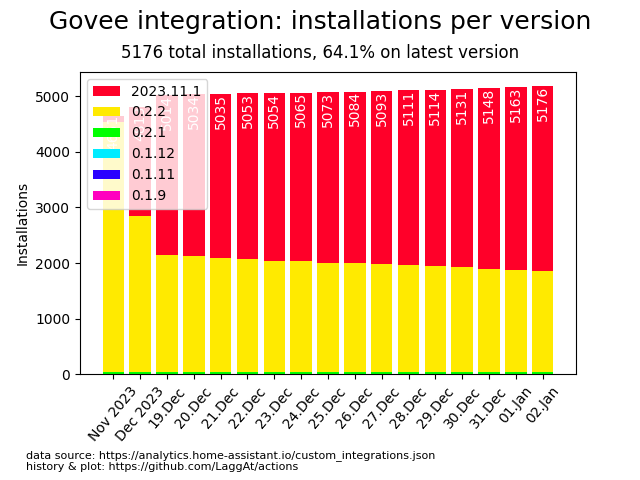 Govee integration: installations per version
5176 total installations, 64.1% on latest version
Installations
5000
4000
3000
2000
1000
0
2023.11.1
0.2.2
0.2.1
0.1.12
0.1.11
0.1.9
5014
5034
5035
5053
5054
5065
5073
5084
5093
5111
5114
5131
5148
5163
5176
Nov 2023
Dec 2023
19.Dec
20.Dec
21.Dec
22.Dec
23.Dec
24.Dec
25.Dec
26.Dec
27.Dec
28.Dec
29.Dec
30.Dec
31.Dec
01.Jan
02.Jan
data source: https://analytics.home-assistant.io/custom_integrations.json
history & plot: https://github.com/LaggAt/actions